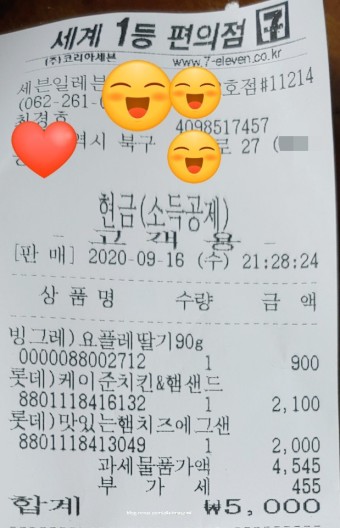 세계 1등 편의점 7
(주)코리아세븐 www.7-eleven.co.kr
세븐일레븐 호점#11214
(062-261-
최경호 4098517457
역시 북구 로 27 (
현금(소득공제)
고객용
[판 매] 2020-09-16 (수) 21:28:24
상 품 명 수량 금 액
빙그레)요플레딸기90g
0000088002712 1 900
롯데)케이준치킨&햄샌드
8801118416132 1 2,100
롯데)맛있는햄치즈에그샌
8801118413049 1 2,000
과세물품가액 4,545
부 가 세 455
합계 ₩5,000